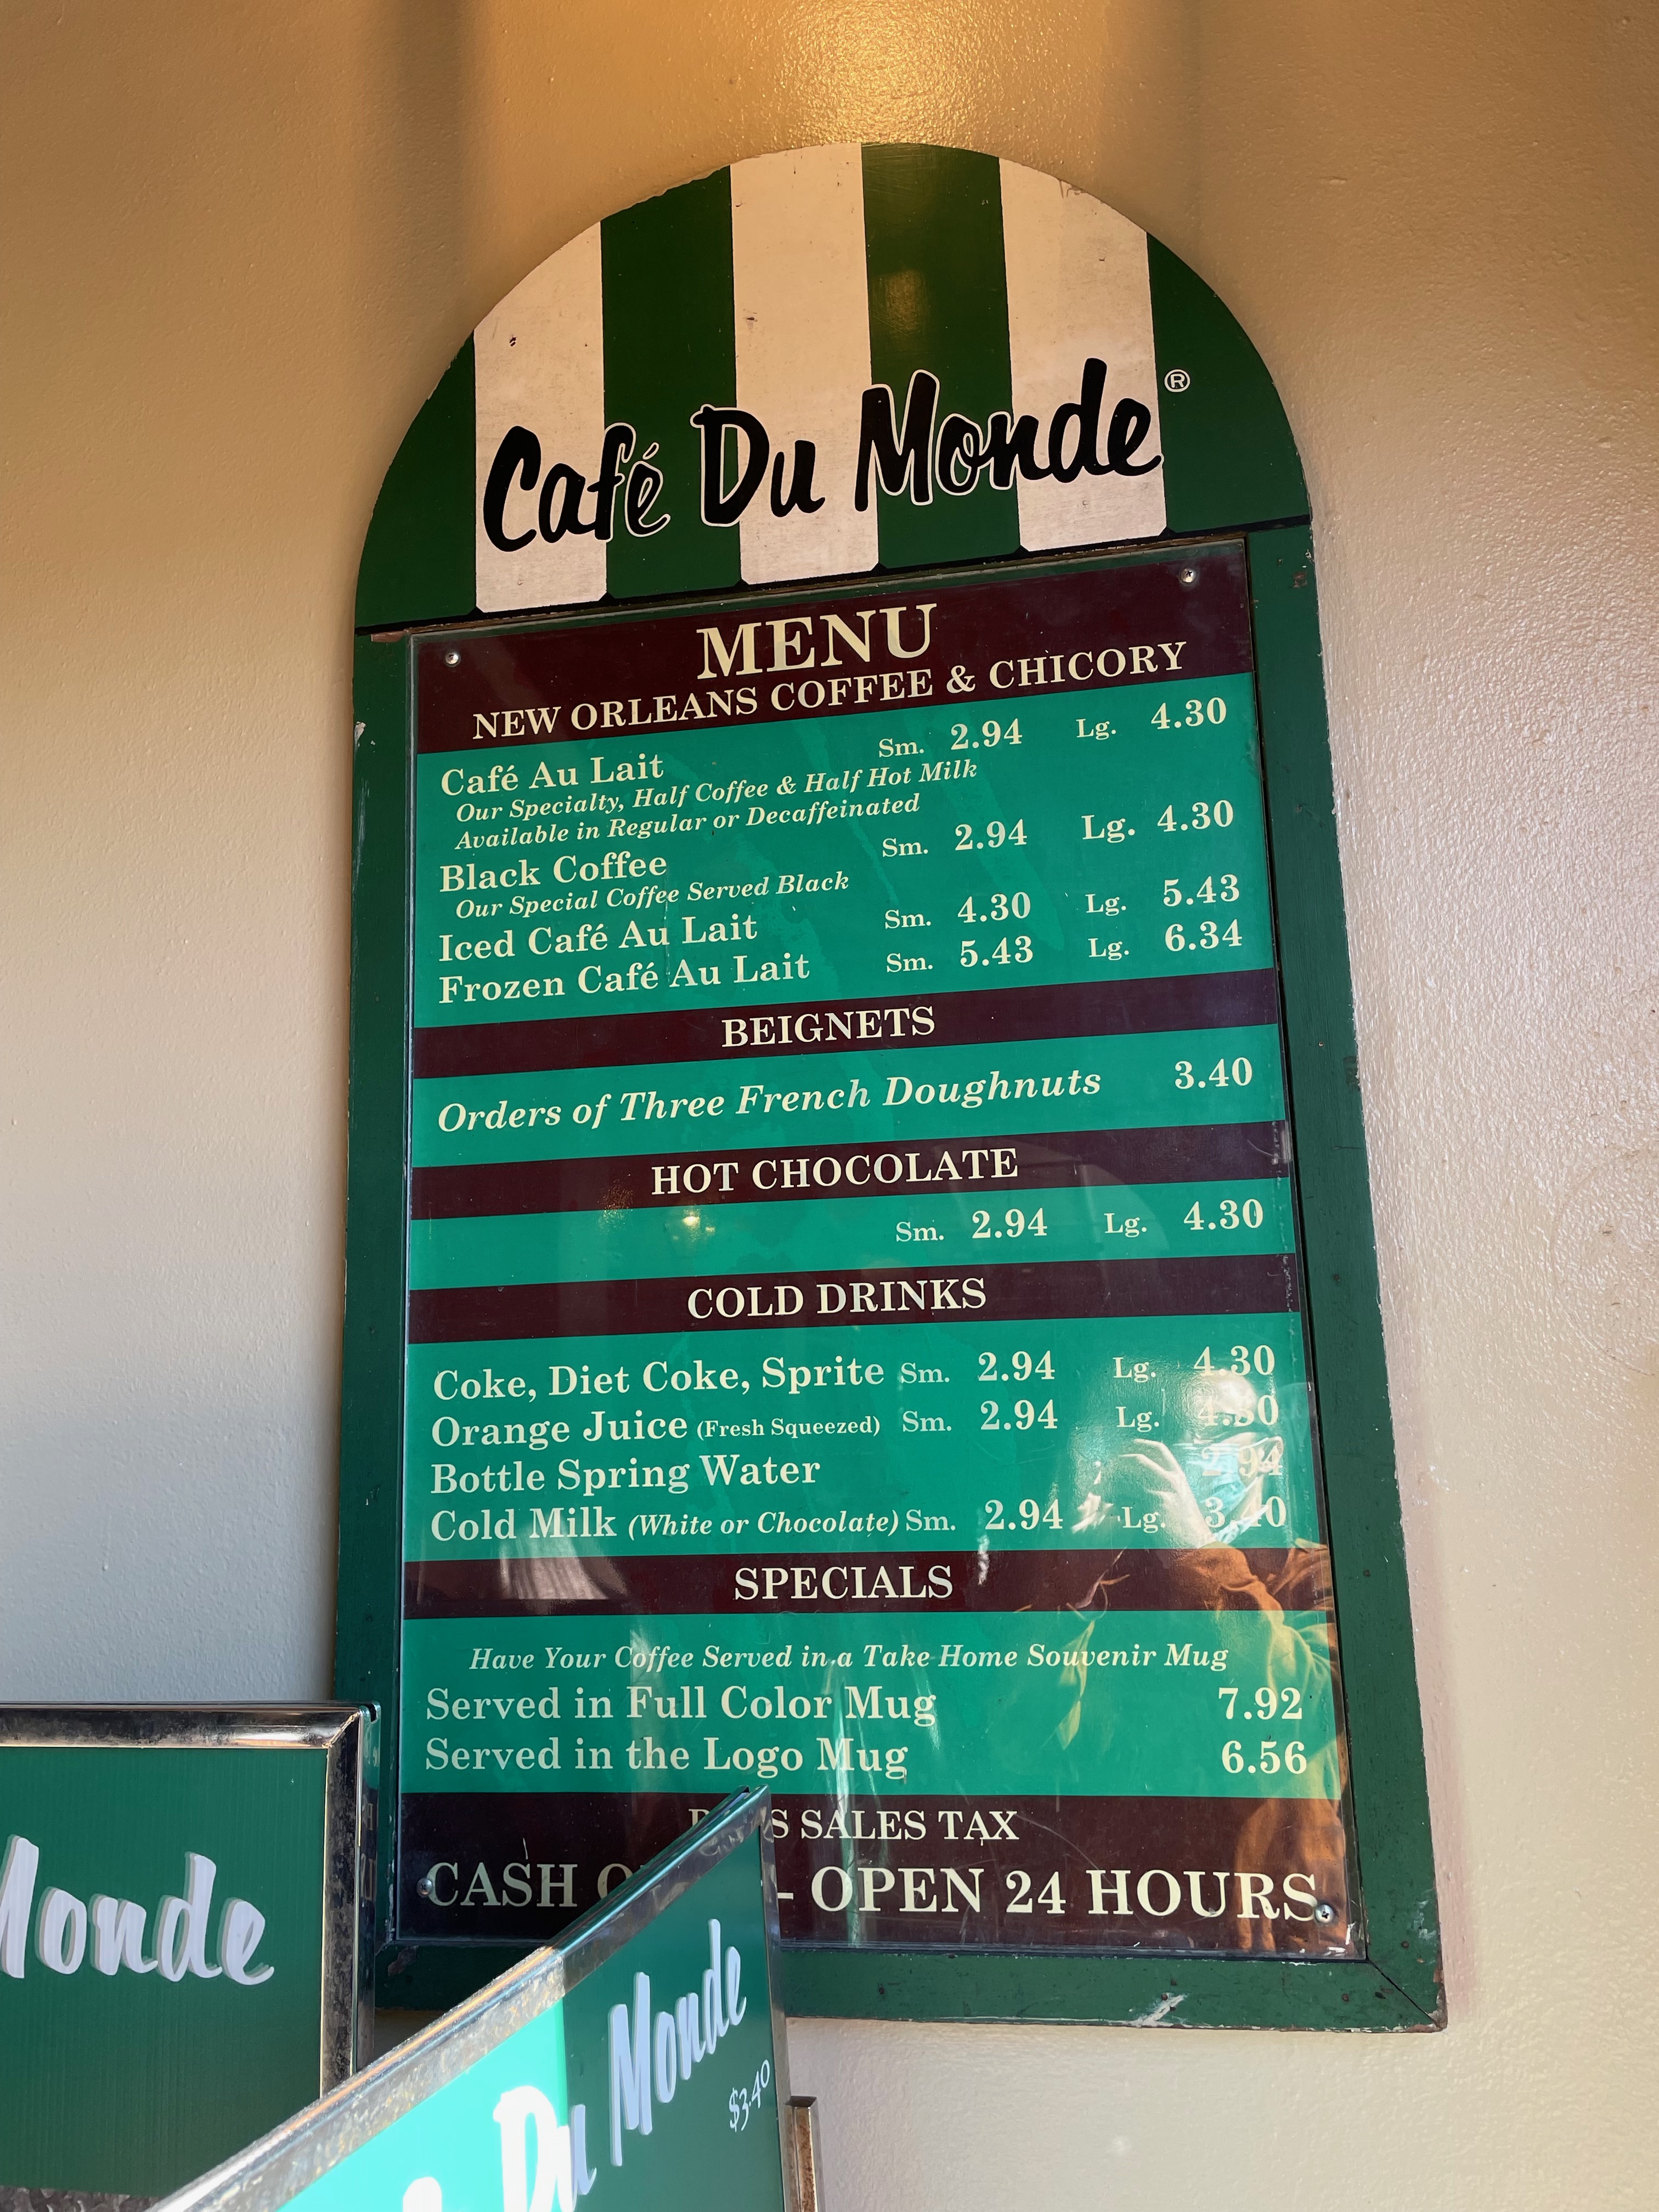 Café Du Monde®
MENU
NEW ORLEANS COFFEE & CHICORY
Café Au Lait Sm. 2.94 Lg. 4.30
Our Specialty, Half Coffee & Half Hot Milk
Available in Regular or Decaffeinated
Black Coffee Sm. 2.94 Lg. 4.30
Our Special Coffee Served Black
Iced Café Au Lait Sm. 4.30 Lg. 5.43
Frozen Café Au Lait Sm. 5.43 Lg. 6.34
BEIGNETS
Orders of Three French Doughnuts 3.40
HOT CHOCOLATE
Sm. 2.94 Lg. 4.30
COLD DRINKS
Coke, Diet Coke, Sprite Sm. 2.94 Lg. 4.30
Orange Juice (Fresh Squeezed) Sm. 2.94 Lg. 4.30
Bottle Spring Water 2.94
Cold Milk (White or Chocolate) Sm. 2.94 Lg. 3.40
SPECIALS
Have Your Coffee Served in a Take Home Souvenir Mug
Served in Full Color Mug 7.92
Served in the Logo Mug 6.56
SALES TAX
CASH - OPEN 24 HOURS
Monde
Du Monde
$3.40